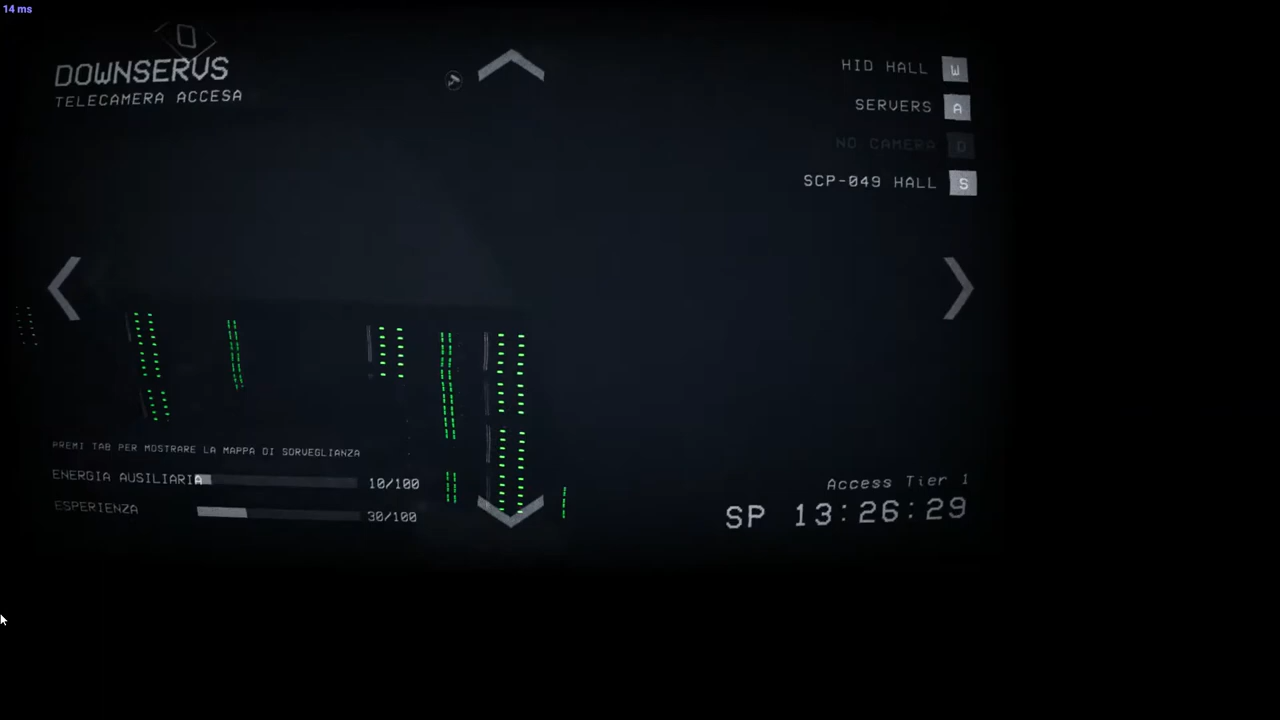 14 ms
DOWNSERVS
TELECAMERA ACCESA
HID HALL W
SERVERS A
NO CAMERA D
SCP-049 HALL S
PREMI TAB PER MOSTRARE LA MAPPA DI SORVEGLIANZA
ENERGIA AUSILIARIA 10/100
ESPERIENZA 30/100
Access Tier 1
SP 13:26:29